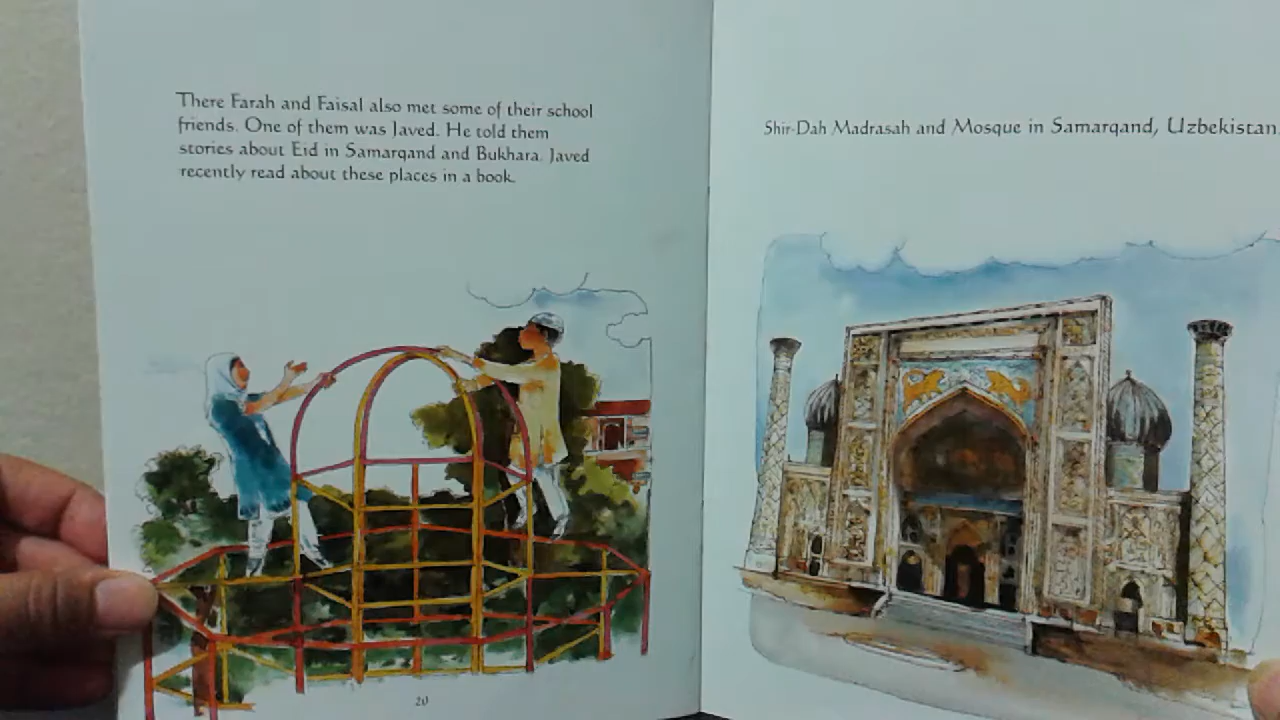 There Farah and Faisal also met some of their school
friends. One of them was Javed. He told them
stories about Eid in Samarqand and Bukhara. Javed
recently read about these places in a book.
20
Shir-Dah Madrasah and Mosque in Samarqand, Uzbekistan.